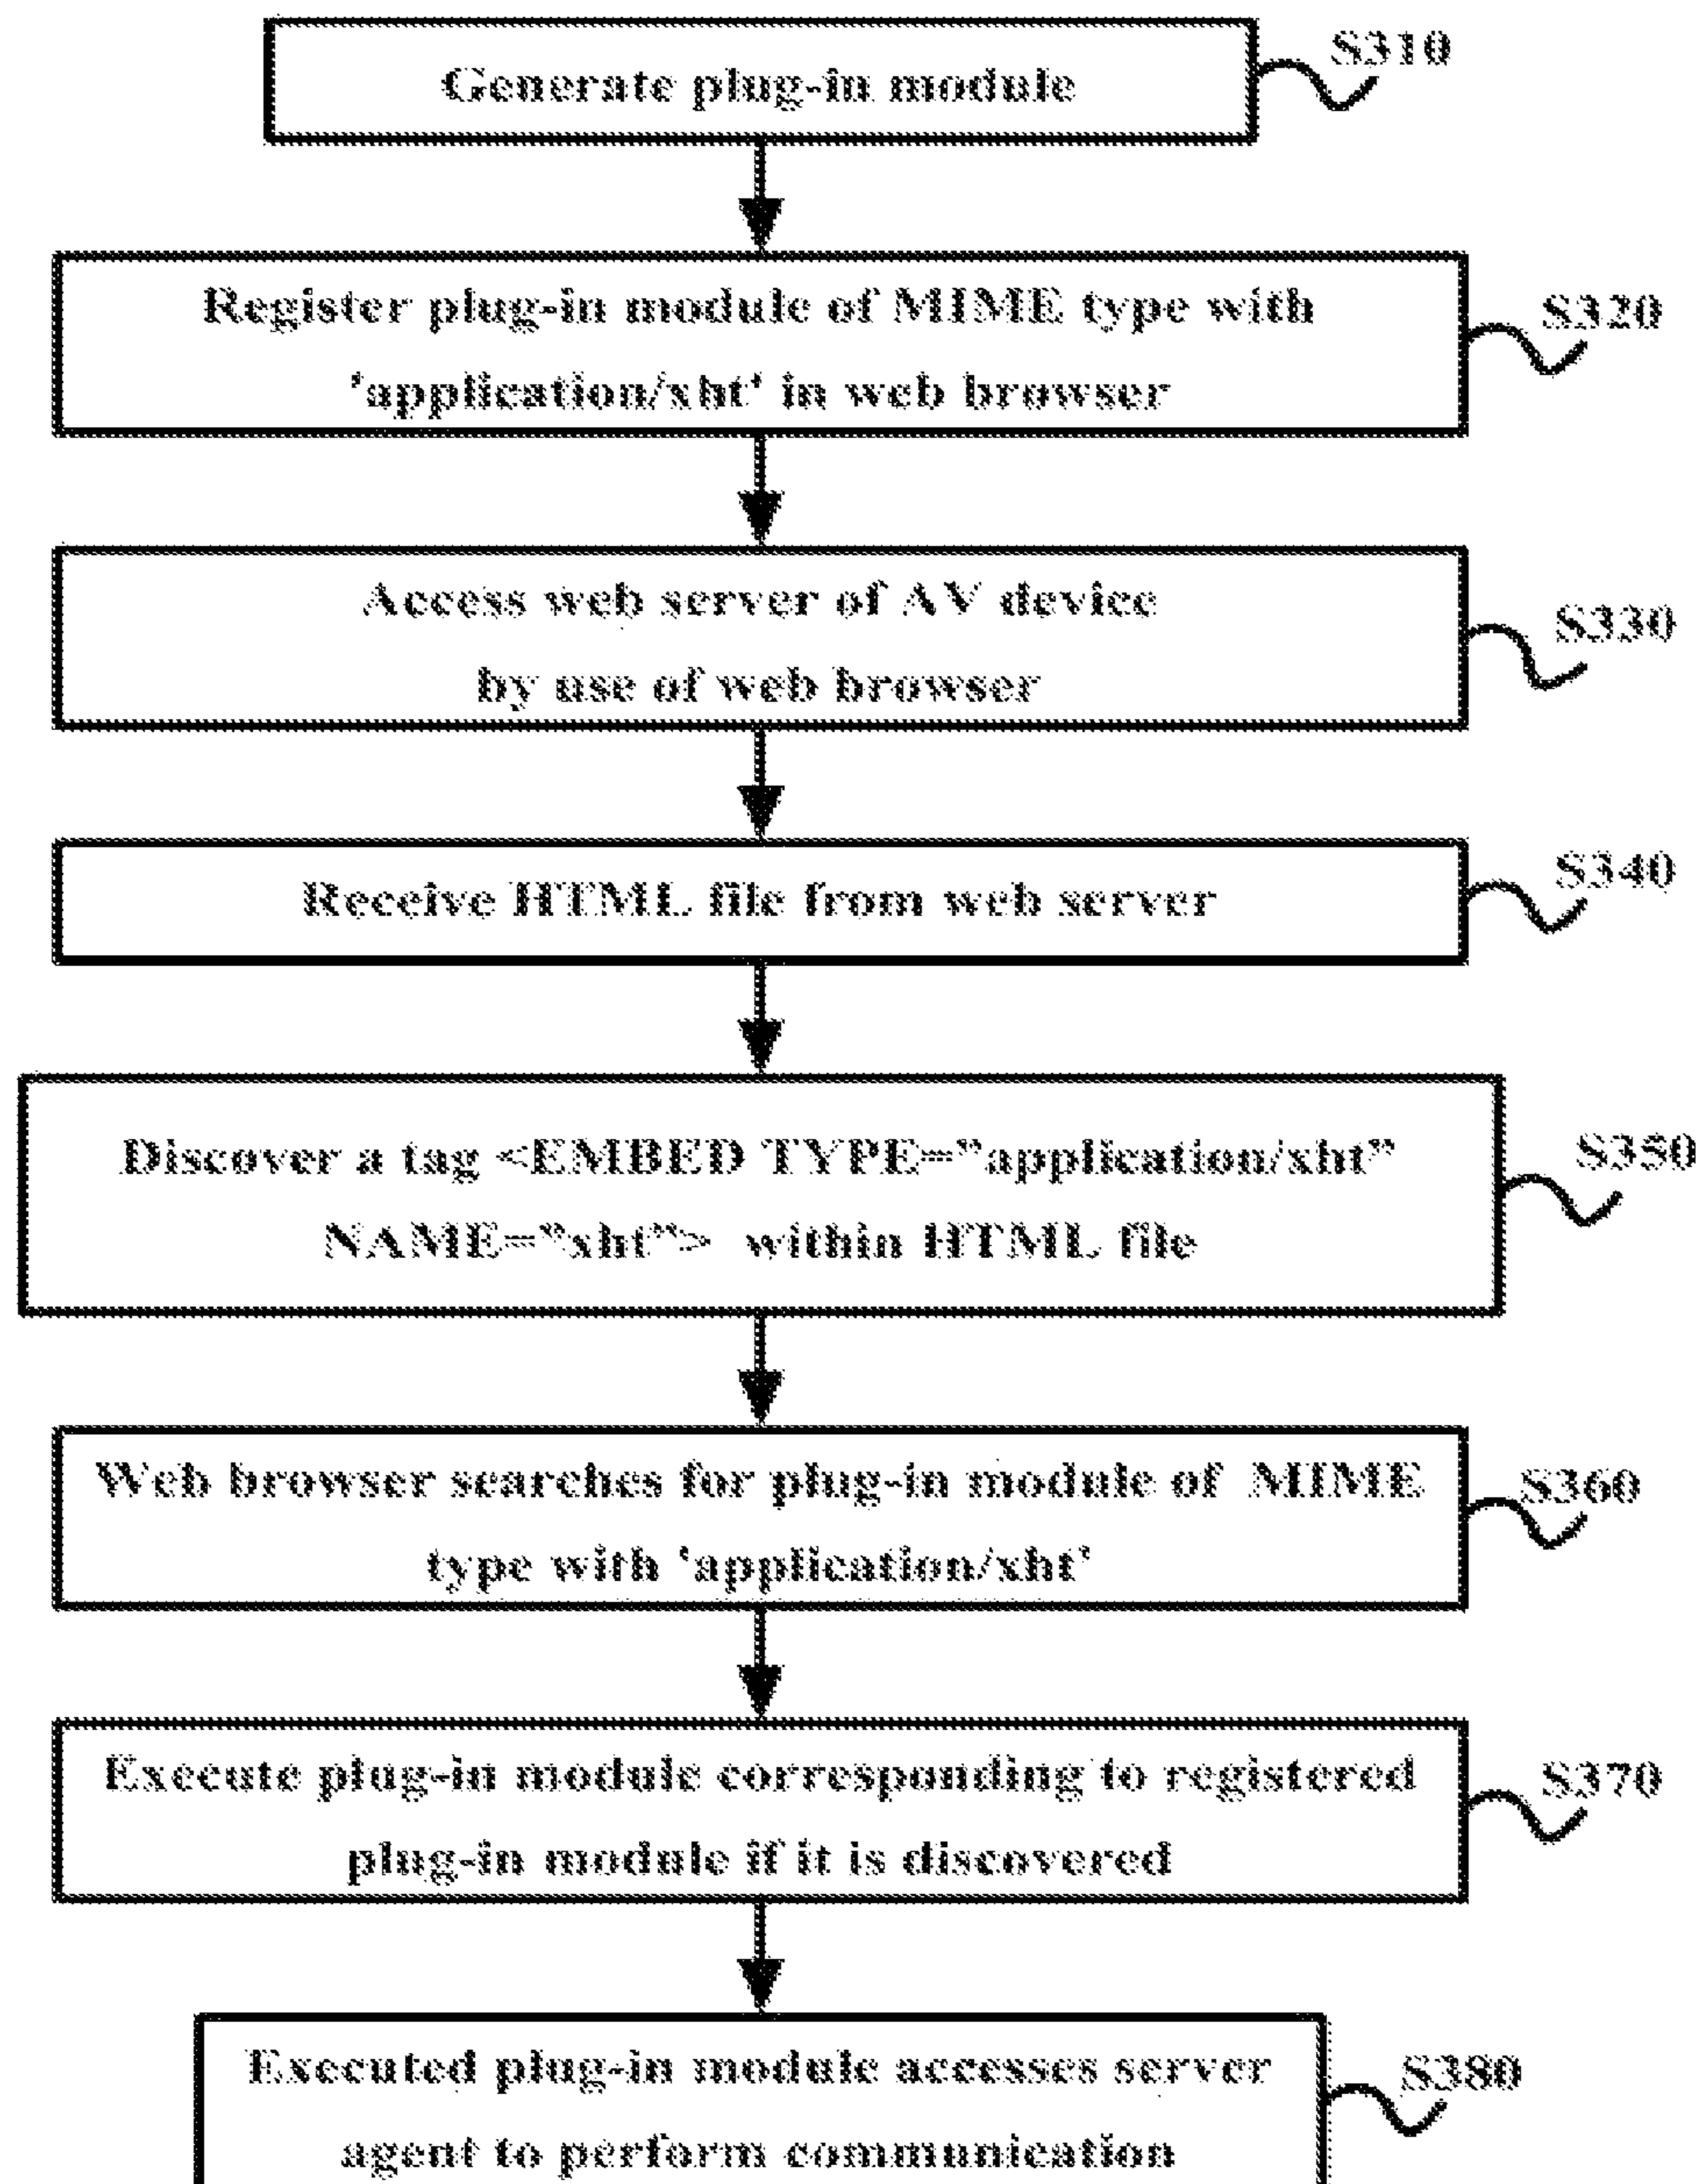 Generate plug-in module
S310
Register plug-in module of MIME type with
'application/xht' in web browser
S320
Access web server of AV device
by use of web browser
S330
Receive HTML file from web server
S340
Discover a tag <EMBED TYPE=”application/xht”
NAME=”xht”> within HTML file
S350
Web browser searches for plug-in module of MIME
type with ‘application/xht’
S360
Execute plug-in module corresponding to registered
plug-in module if it is discovered
S370
Executed plug-in module accesses server
agent to perform communication
S380